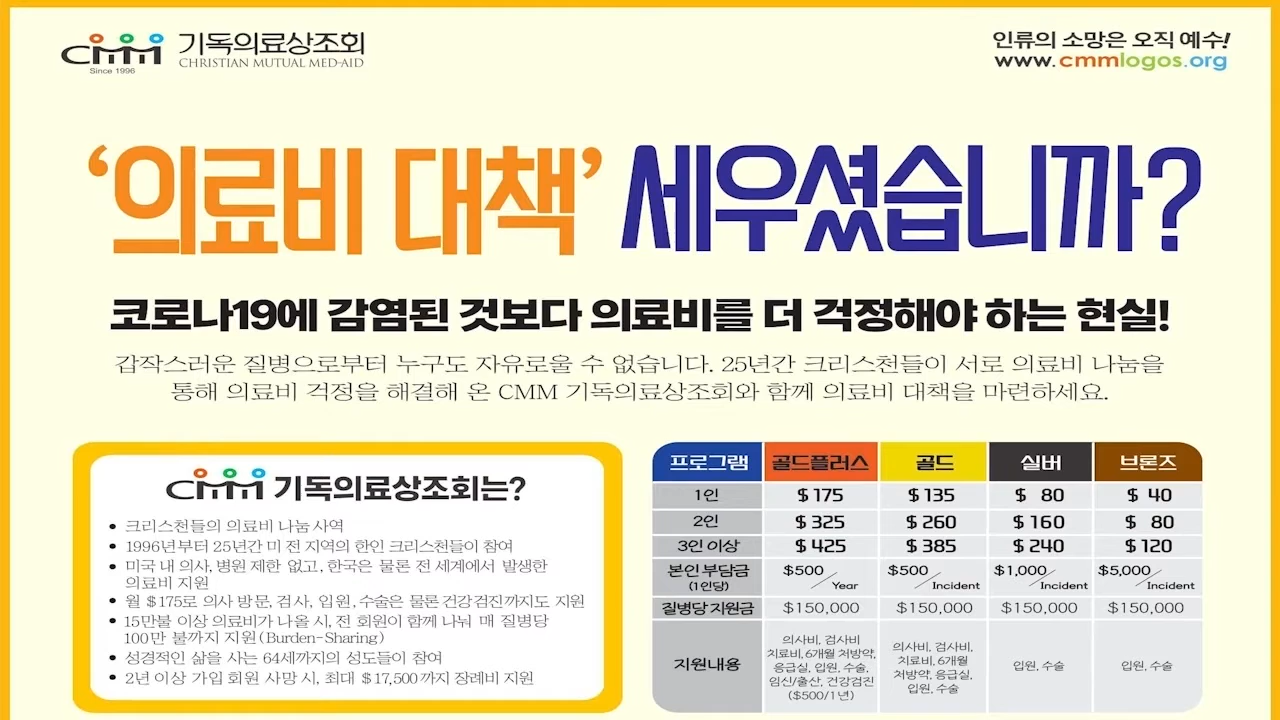 CMM 기독의료상조회
CHRISTIAN MUTUAL MED-AID
Since 1996
인류의 소망은 오직 예수!
www.cmmlogos.org
‘의료비 대책’ 세우셨습니까?
코로나19에 감염된 것보다 의료비를 더 걱정해야 하는 현실!
갑작스러운 질병으로부터 누구도 자유로울 수 없습니다. 25년간 크리스천들이 서로 의료비 나눔을
통해 의료비 걱정을 해결해 온 CMM 기독의료상조회와 함께 의료비 대책을 마련하세요.
CMM 기독의료상조회는?
• 크리스천들의 의료비 나눔 사역
• 1996년부터 25년간 미 전 지역의 한인 크리스천들이 참여
• 미국 내 의사, 병원 제한 없고, 한국은 물론 전 세계에서 발생한
의료비 지원
• 월 $175로 의사 방문, 검사, 입원, 수술은 물론 건강검진까지도 지원
• 15만불 이상 의료비가 나올 시, 전 회원이 함께 나눠 매 질병당
100만 불까지 지원(Burden-Sharing)
• 성경적인 삶을 사는 64세까지의 성도들이 참여
• 2년 이상 가입 회원 사망 시, 최대 $17,500까지 장례비 지원
프로그램 골드플러스 골드 실버 브론즈
1인 $175 $135 $ 80 $ 40
2인 $325 $260 $160 $ 80
3인 이상 $425 $385 $240 $120
본인 부담금 (1인당) $500/Year $500/Incident $1,000/Incident $5,000/Incident
질병당 지원금 $150,000 $150,000 $150,000 $150,000
지원내용
의사비, 검사비
치료비, 6개월 처방약,
응급실, 입원, 수술,
임신/출산, 건강검진
($500/1년)
의사비, 검사비,
치료비, 6개월
처방약, 응급실,
입원, 수술
입원, 수술
입원, 수술